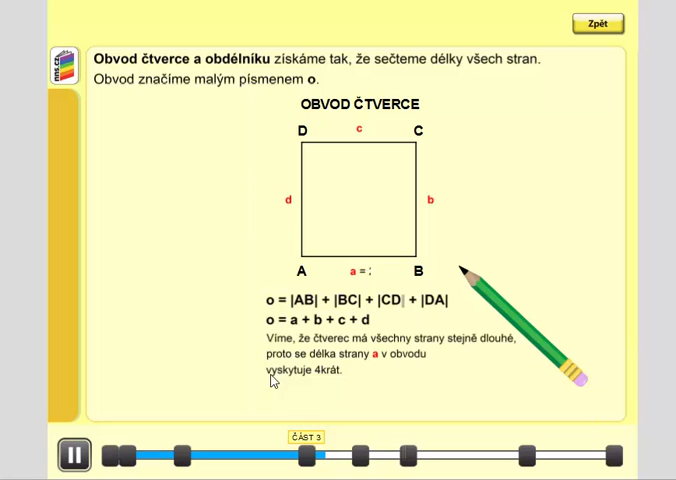 Zpět
nns.cz
Obvod čtverce a obdélníku získáme tak, že sečteme délky všech stran.
Obvod značíme malým písmenem o.
OBVOD ČTVERCE
D c C
d b
A a = B
o = |AB| + |BC| + |CD| + |DA|
o = a + b + c + d
Víme, že čtverec má všechny strany stejně dlouhé,
proto se délka strany a v obvodu
vyskytuje 4krát.
ČÁST 3